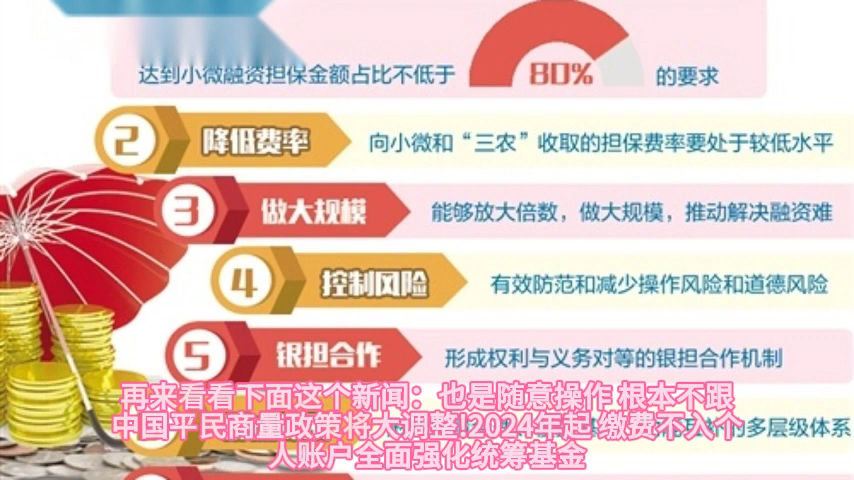 达到小微融资担保金额占比不低于 80% 的要求
2 降低费率 向小微和“三农”收取的担保费率要处于较低水平
3 做大规模 能够放大倍数，做大规模，推动解决融资难
4 控制风险 有效防范和减少操作风险和道德风险
5 银担合作 形成权利与义务对等的银担合作机制
的多层级体系
再来看看下面这个新闻：也是随意操作 根本不跟
中国平民商量政策将大调整!2024年起 缴费不入个
人账户全面强化统筹基金